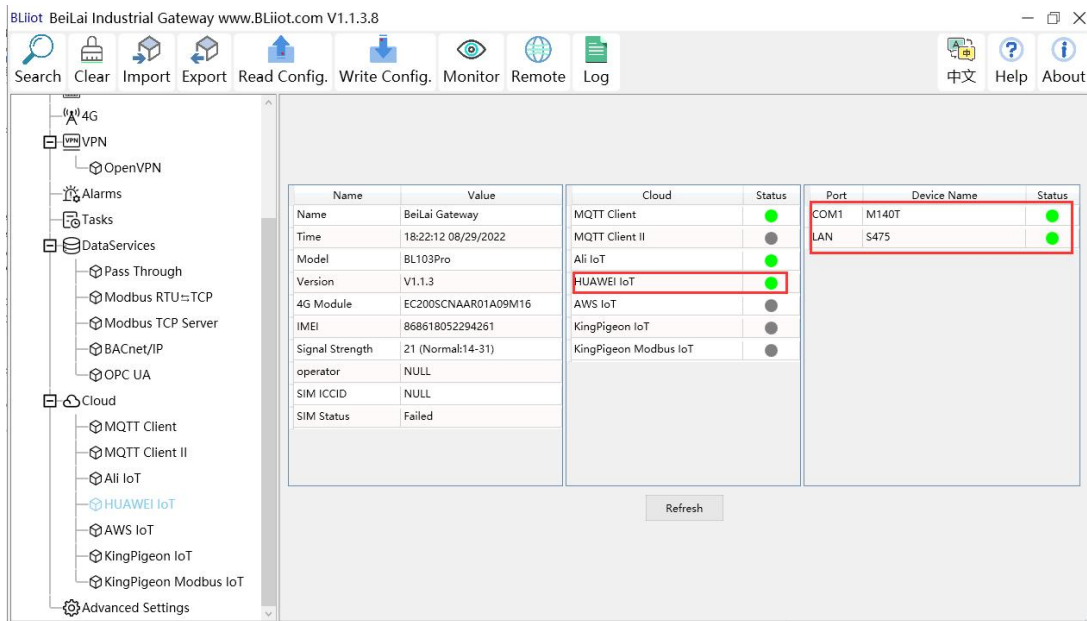 BLiiot BeiLai Industrial Gateway www.BLiiot.com V1.1.3.8
Search Clear Import Export Read Config. Write Config. Monitor Remote Log 中文 Help About
4G
VPN
OpenVPN
Alarms
Tasks
DataServices
Pass Through
Modbus RTU⇆TCP
Modbus TCP Server
BACnet/IP
OPC UA
Cloud
MQTT Client
MQTT Client II
Ali IoT
HUAWEI IoT
AWS IoT
KingPigeon IoT
KingPigeon Modbus IoT
Advanced Settings
Name Value
Name BeiLai Gateway
Time 18:22:12 08/29/2022
Model BL103Pro
Version V1.1.3
4G Module EC200SCNAAR01A09M16
IMEI 868618052294261
Signal Strength 21 (Normal:14-31)
operator NULL
SIM ICCID NULL
SIM Status Failed
Cloud Status
MQTT Client
MQTT Client II
Ali IoT
HUAWEI IoT
AWS IoT
KingPigeon IoT
KingPigeon Modbus IoT
Port Device Name Status
COM1 M140T
LAN S475
Refresh